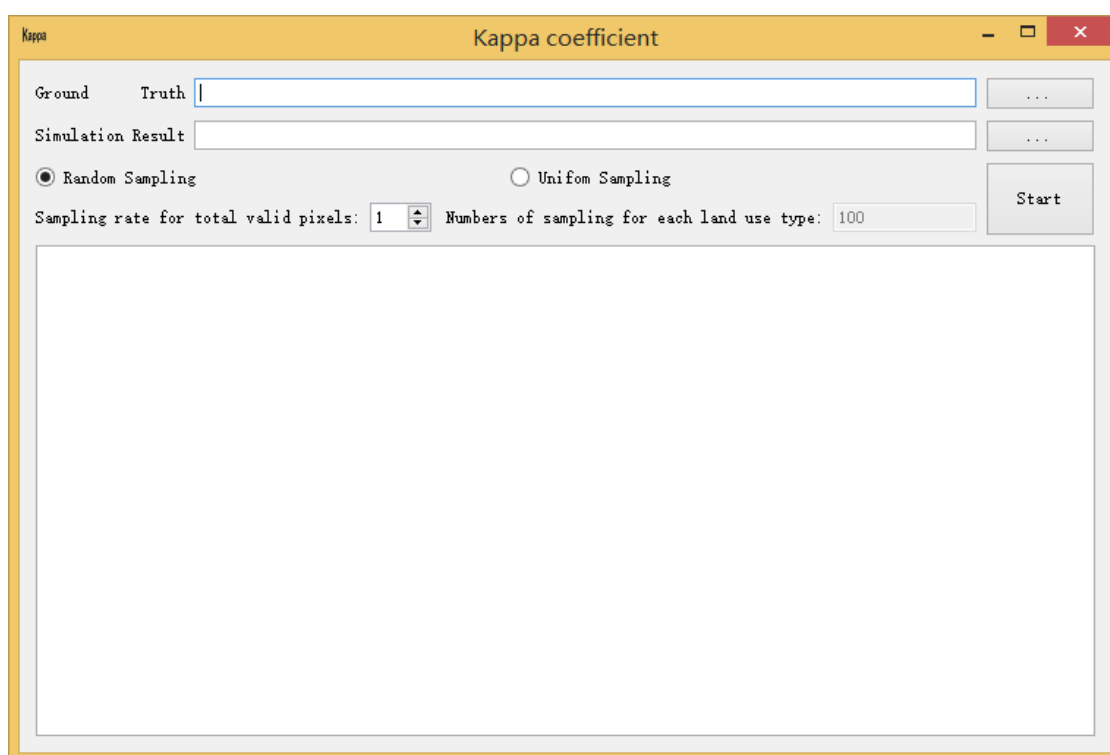 Kappa Kappa coefficient
Ground Truth ...
Simulation Result ...
Random Sampling Unifom Sampling
Start
Sampling rate for total valid pixels: 1 Numbers of sampling for each land use type: 100